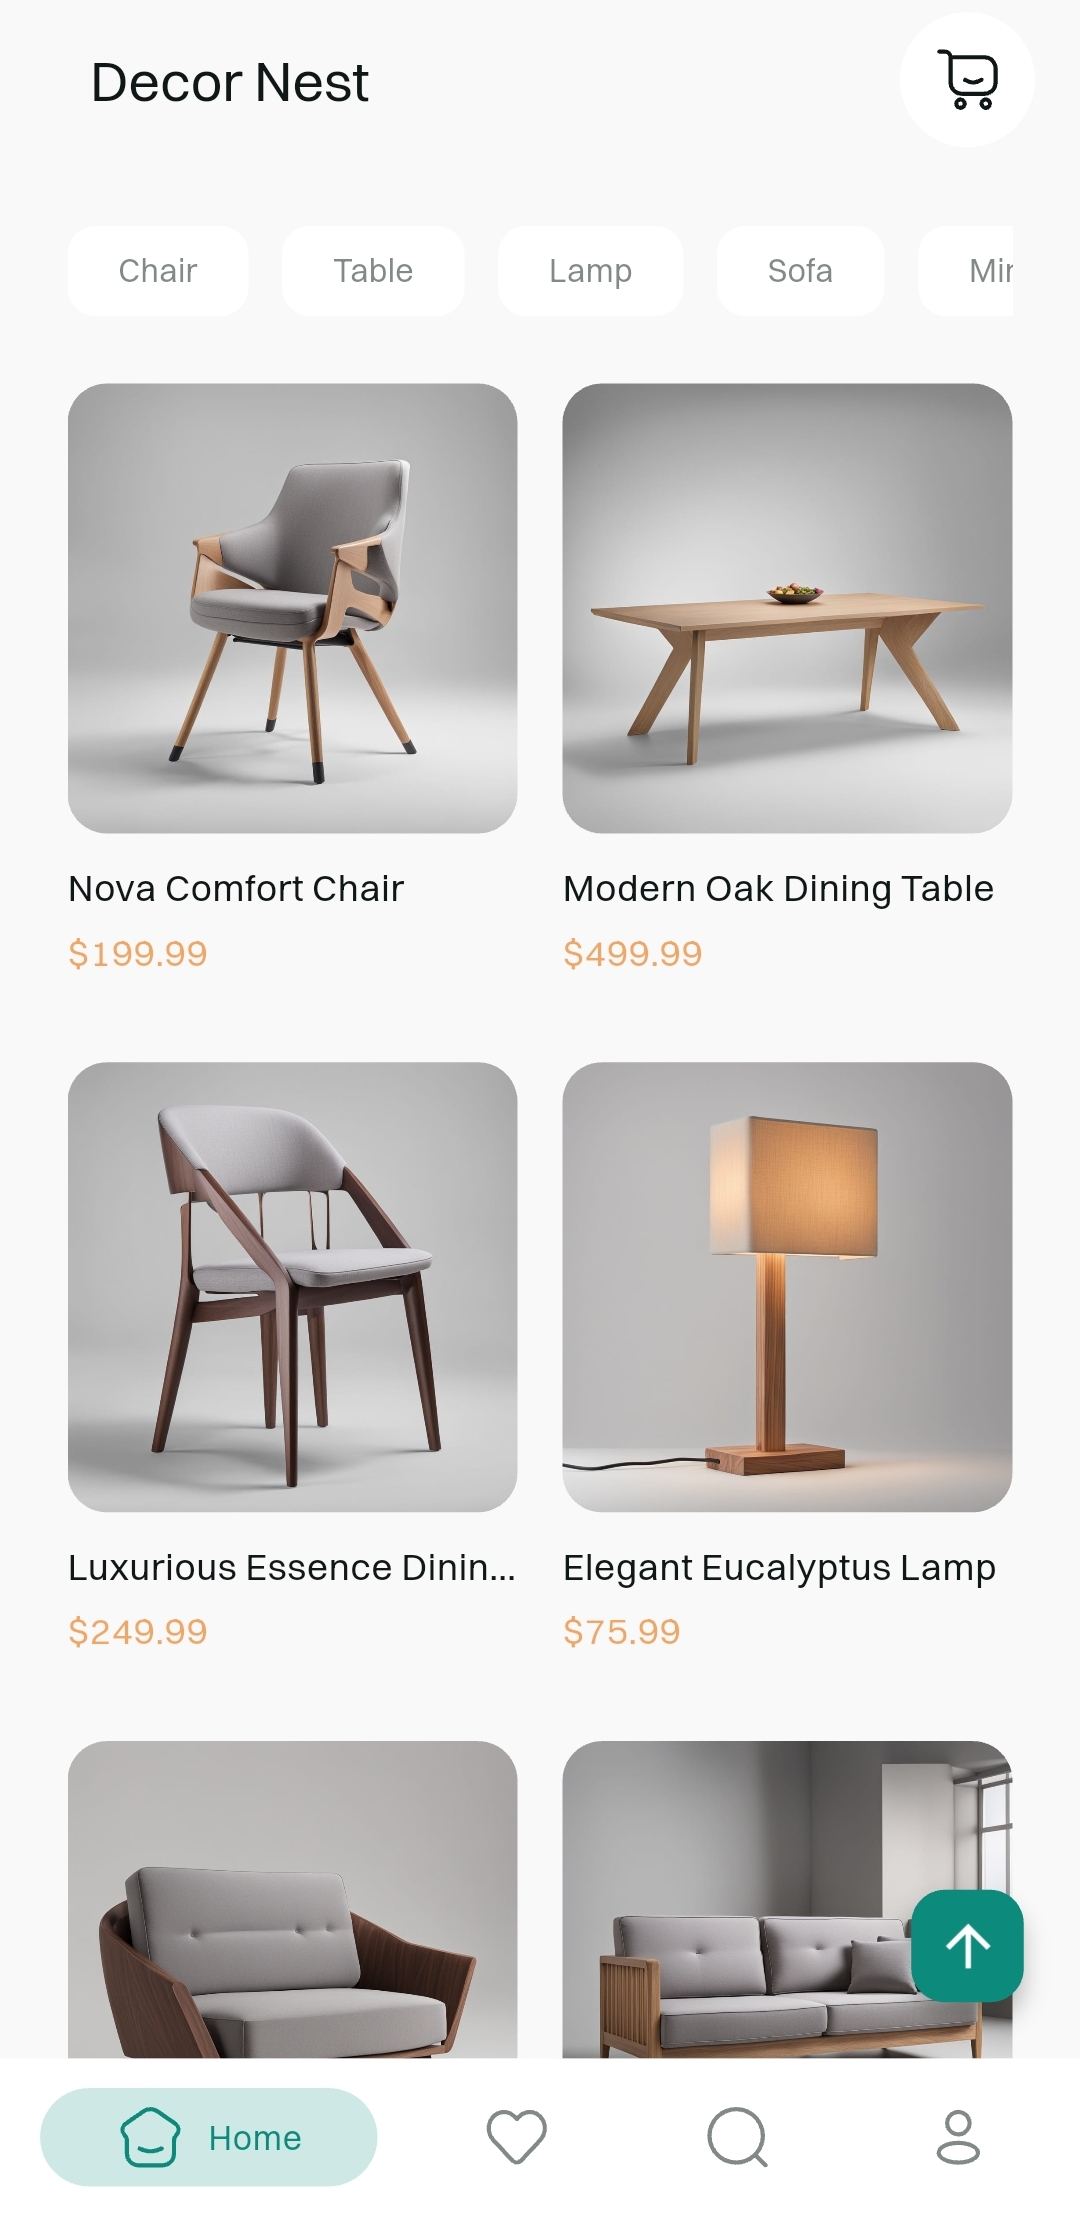 Decor Nest
Chair Table Lamp Sofa Mir
Nova Comfort Chair Modern Oak Dining Table
$199.99 $499.99
Luxurious Essence Dinin... Elegant Eucalyptus Lamp
$249.99 $75.99
Home